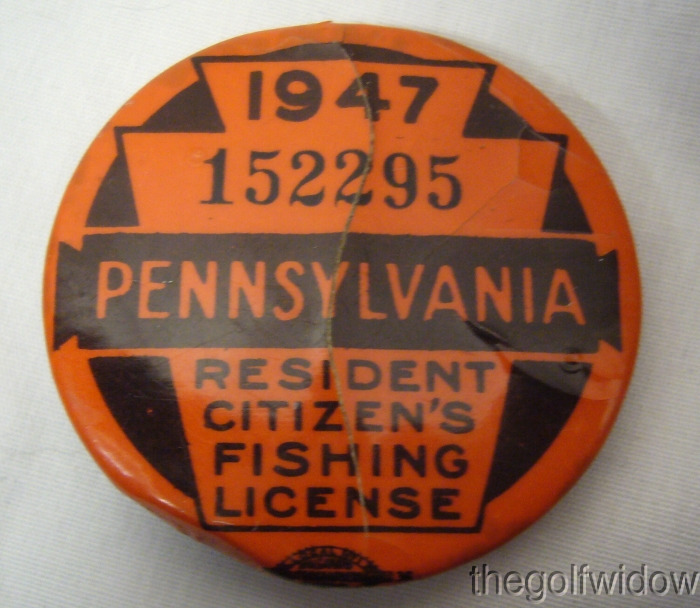 1947
152295
PENNSYLVANIA
RESIDENT
CITIZEN'S
FISHING
LICENSE
thegolfwidow